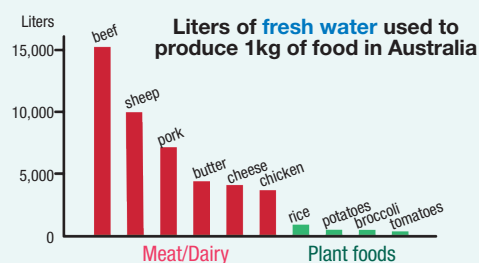 Liters
Liters of fresh water used to
produce 1kg of food in Australia
15,000
10,000
5,000
0
beef
sheep
pork
butter
cheese
chicken
rice
potatoes
broccoli
tomatoes
Meat/Dairy
Plant foods